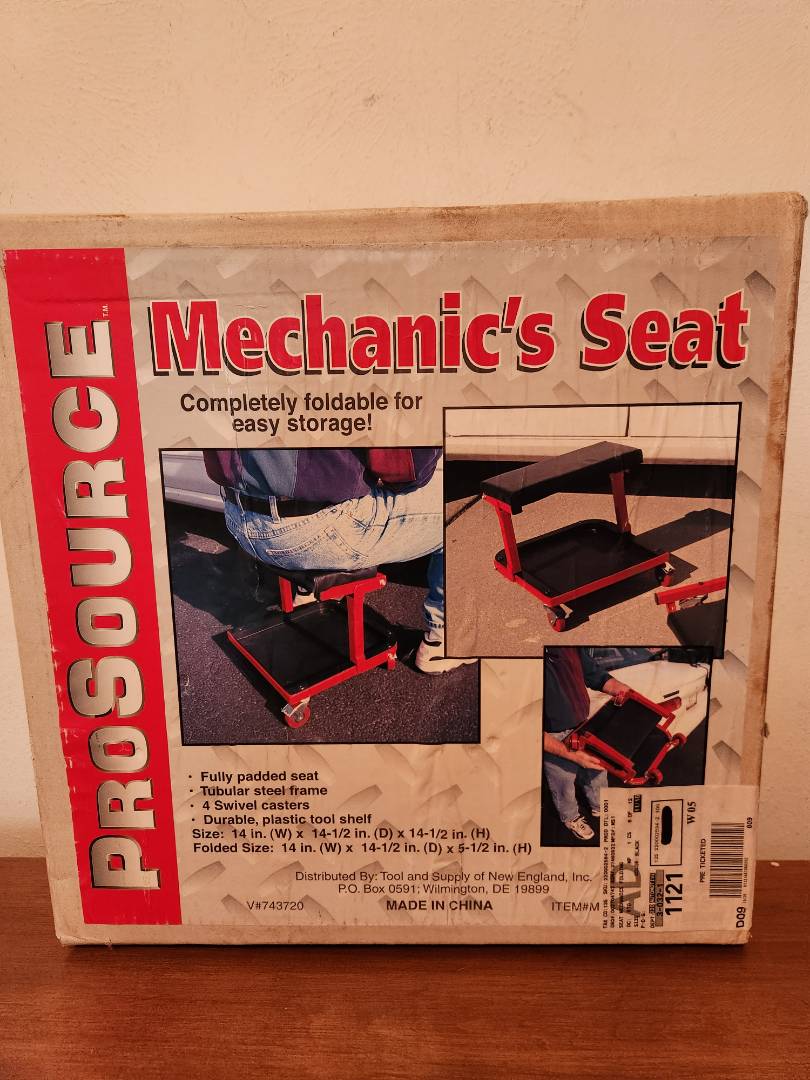 PROSOURCE TM
Mechanic's Seat
Completely foldable for
easy storage!
· Fully padded seat
· Tubular steel frame
· 4 Swivel casters
· Durable, plastic tool shelf
Size: 14 in. (W) x 14-1/2 in. (D) x 14-1/2 in. (H)
Folded Size: 14 in. (W) x 14-1/2 in. (D) x 5-1/2 in. (H)
Distributed By: Tool and Supply of New England, Inc.
P.O. Box 0591; Wilmington, DE 19899
V#743720 MADE IN CHINA ITEM#M
1121
W 05
PRE TICKETED
D09